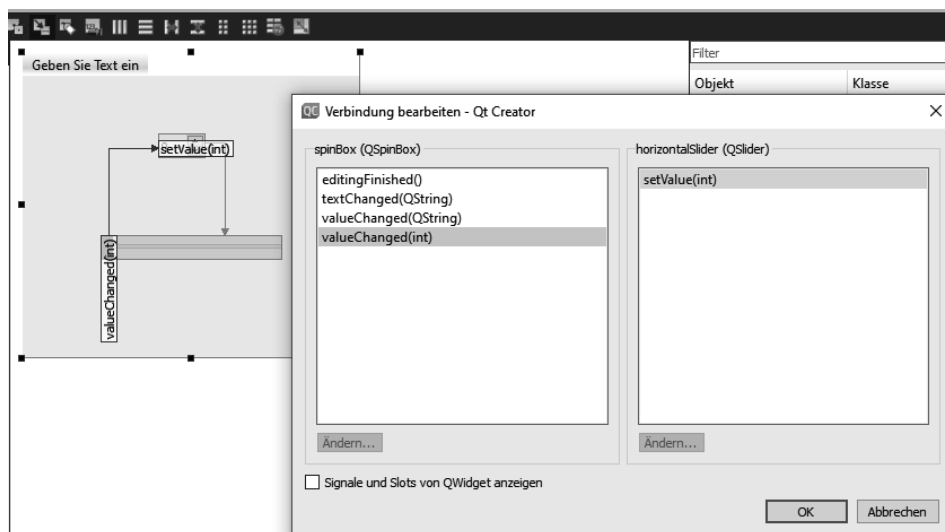 Geben Sie Text ein
Filter
Objekt Klasse
setValue(int)
valueChanged(int)
QC Verbindung bearbeiten - Qt Creator
spinBox (QSpinBox)
editingFinished()
textChanged(QString)
valueChanged(QString)
valueChanged(int)
Ändern...
horizontalSlider (QSlider)
setValue(int)
Ändern...
Signale und Slots von QWidget anzeigen
OK Abbrechen